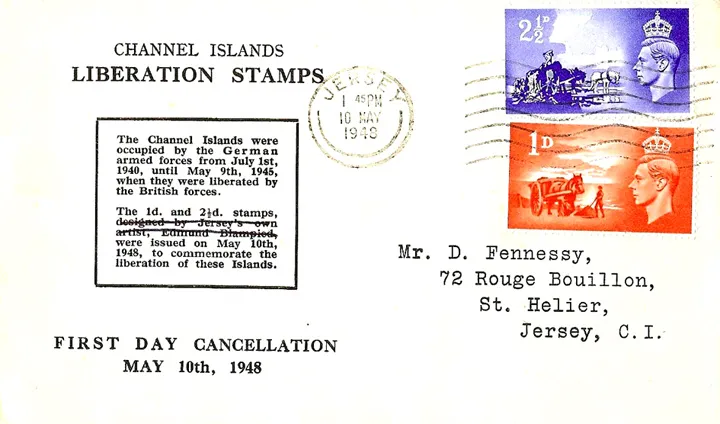 CHANNEL ISLANDS
LIBERATION STAMPS
The Channel Islands were
occupied by the German
armed forces from July 1st,
1940, until May 9th, 1945,
when they were liberated by
the British forces.
The 1d. and 2½d. stamps,
designed by Jersey's own
artist, Edmund Blampied,
were issued on May 10th,
1948, to commemorate the
liberation of these Islands.
FIRST DAY CANCELLATION
MAY 10th, 1948
JERSEY
1 45PM
10 MAY
1948
2½D
1D
Mr. D. Fennessy,
72 Rouge Bouillon,
St. Helier,
Jersey, C.I.